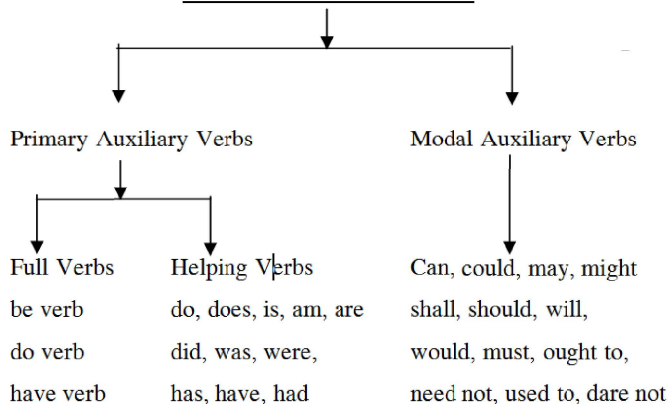 Primary Auxiliary Verbs Modal Auxiliary Verbs
Full Verbs Helping Verbs Can, could, may, might
be verb do, does, is, am, are shall, should, will,
do verb did, was, were, would, must, ought to,
have verb has, have, had need not, used to, dare not